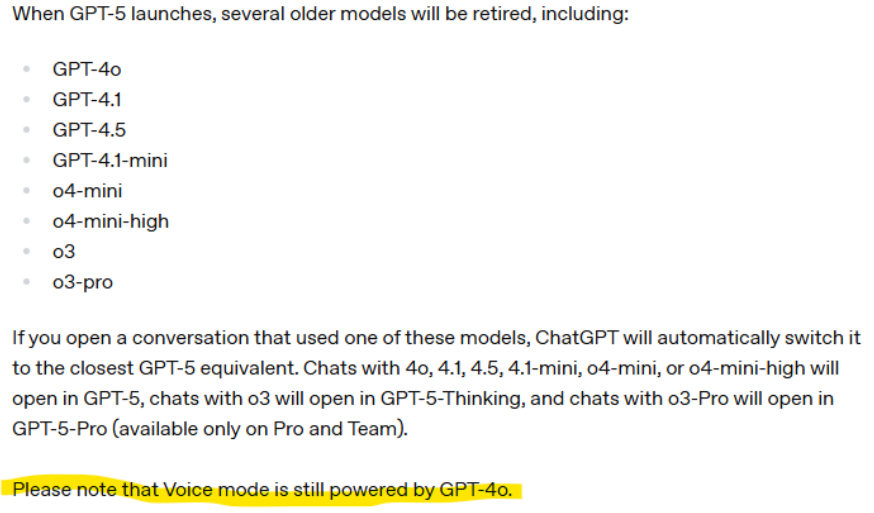 When GPT-5 launches, several older models will be retired, including:
GPT-4o
GPT-4.1
GPT-4.5
GPT-4.1-mini
o4-mini
o4-mini-high
o3
o3-pro
If you open a conversation that used one of these models, ChatGPT will automatically switch it
to the closest GPT-5 equivalent. Chats with 4o, 4.1, 4.5, 4.1-mini, o4-mini, or o4-mini-high will
open in GPT-5, chats with o3 will open in GPT-5-Thinking, and chats with o3-Pro will open in
GPT-5-Pro (available only on Pro and Team).
Please note that Voice mode is still powered by GPT-4o.